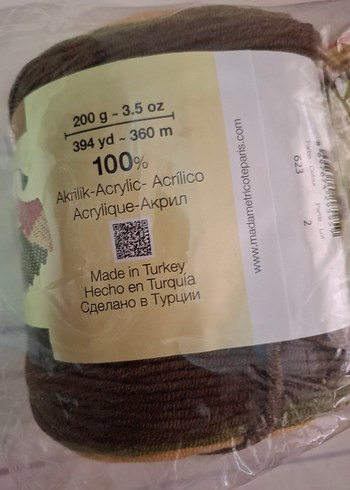 200 g - 3.5 oz
394 yd - 360 m
100%
Akrilik-Acrylic- Acrílico
Acrylique-Акрил
Made in Turkey
Hecho en Turquía
Сделано в Турции
www.madametricoteparis.com
623
2